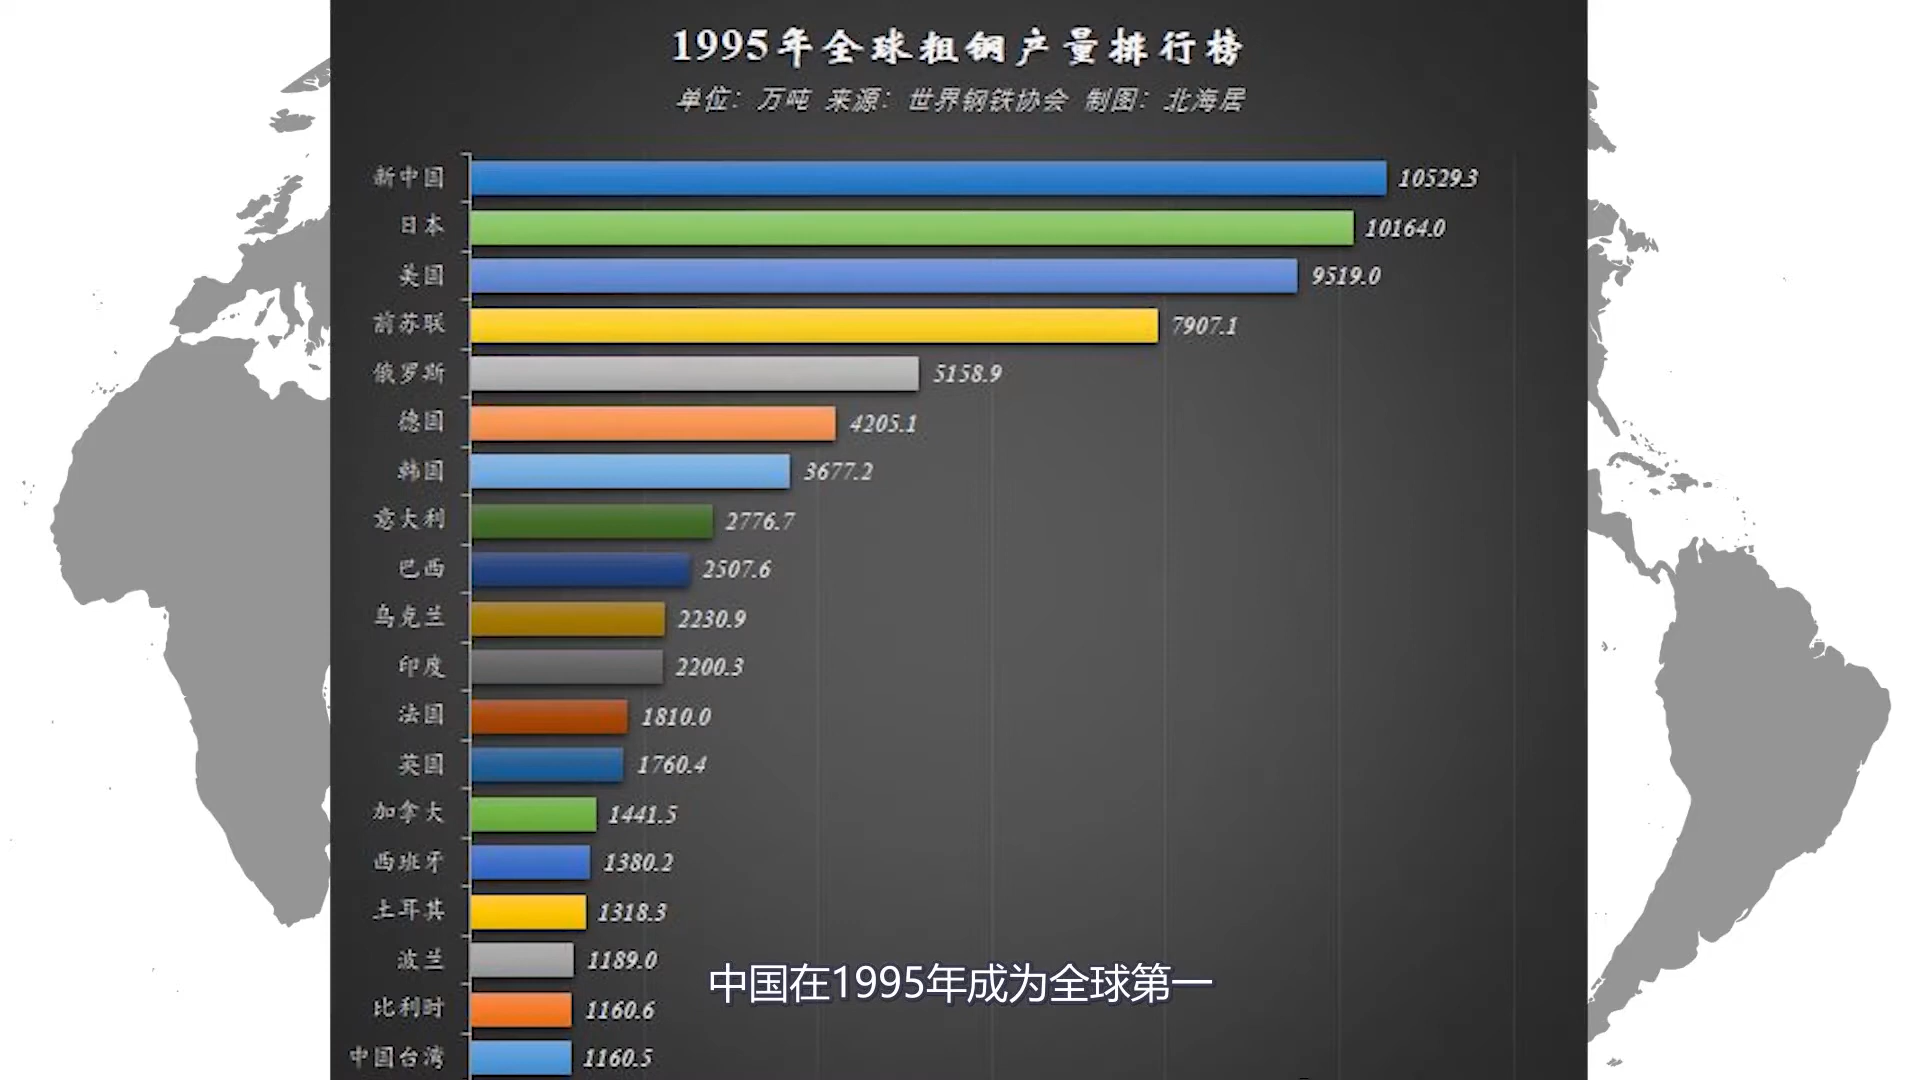 1995年全球粗钢产量排行榜
单位：万吨 来源：世界钢铁协会 制图：北海居
新中国 10529.3
日本 10164.0
美国 9519.0
前苏联 7907.1
俄罗斯 5158.9
德国 4205.1
韩国 3677.2
意大利 2776.7
巴西 2507.6
乌克兰 2230.9
印度 2200.3
法国 1810.0
英国 1760.4
加拿大 1441.5
西班牙 1380.2
土耳其 1318.3
波兰 1189.0
中国在1995年成为全球第一
比利时 1160.6
中国台湾 1160.5